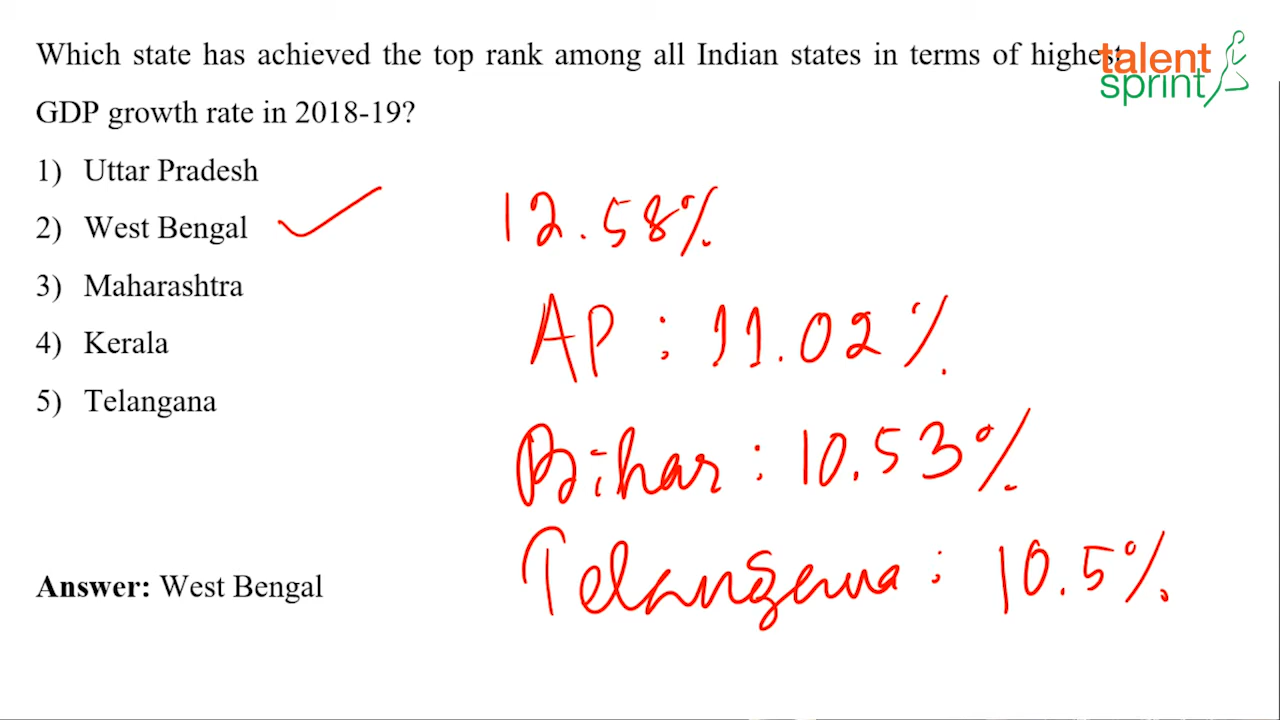 Which state has achieved the top rank among all Indian states in terms of highest
talent
sprint
GDP growth rate in 2018-19?
1) Uttar Pradesh
2) West Bengal
12.58%
3) Maharashtra
AP : 11.02%
4) Kerala
5) Telangana
Bihar : 10.53%
Answer: West Bengal
Telangana : 10.5%